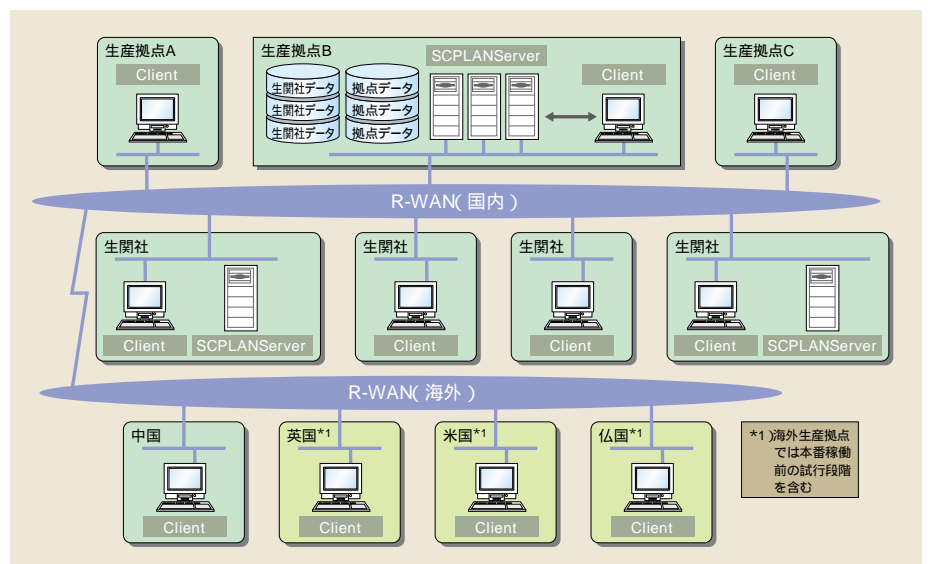 生産拠点A
Client
生産拠点B
SCPLANServer
Client
生関社データ
生関社データ
生関社データ
拠点データ
拠点データ
拠点データ
生産拠点C
Client
R-WAN(国内)
生関社
Client
SCPLANServer
生関社
Client
生関社
Client
生関社
Client
SCPLANServer
R-WAN(海外)
中国
Client
英国*1
Client
米国*1
Client
仏国*1
Client
*1)海外生産拠点
では本番稼働
前の試行段階
を含む